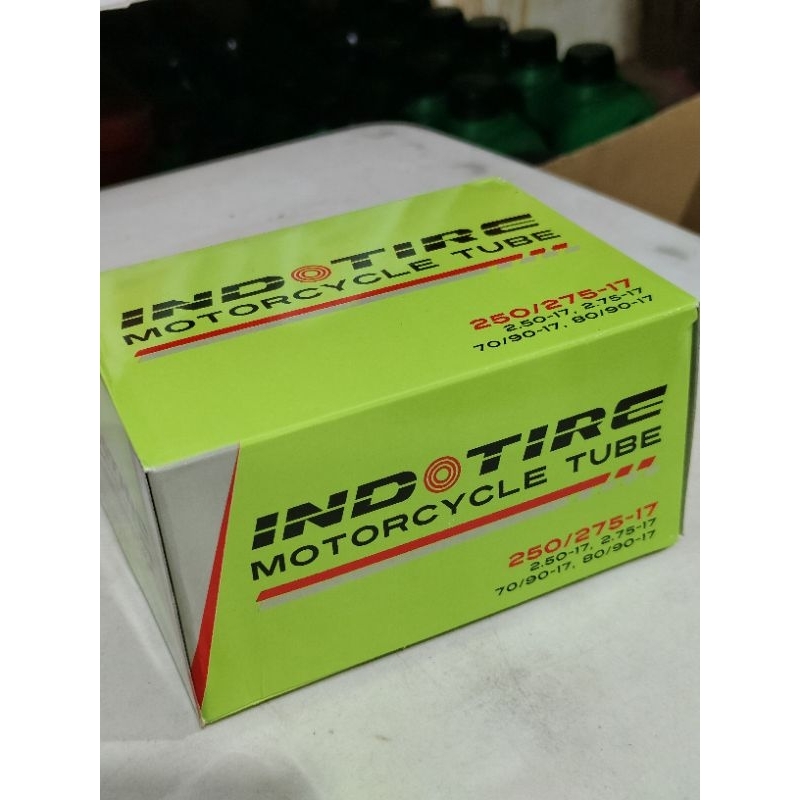 INDOTIRE
MOTORCYCLE TUBE
250/275-17
2.50-17, 2.75-17
70/90-17, 80/90-17
INDOTIRE
MOTORCYCLE TUBE
250/275-17
2.50-17, 2.75-17
70/90-17, 80/90-17